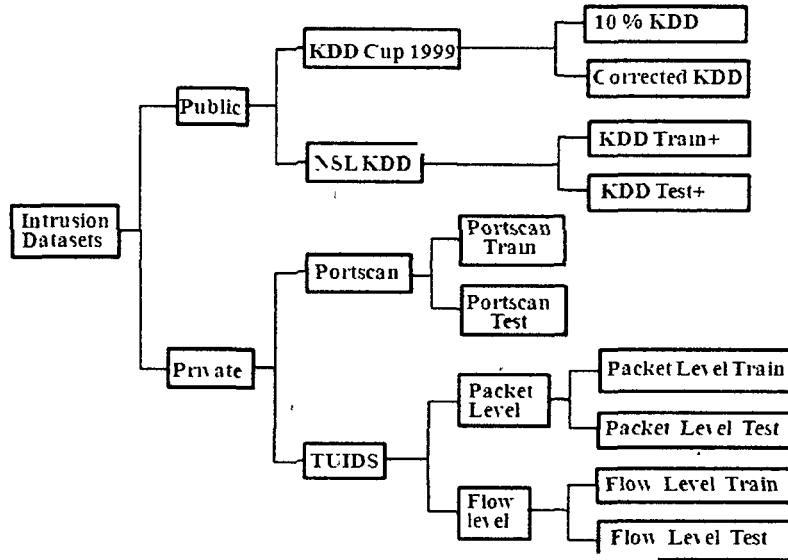 Intrusion
Datasets
Public
KDD Cup 1999
10 % KDD
Corrected KDD
NSL KDD
KDD Train+
KDD Test+
Private
Portscan
Portscan
Train
Portscan
Test
TUIDS
Packet
Level
Packet Level Train
Packet Level Test
Flow
level
Flow Level Train
Flow Level Test